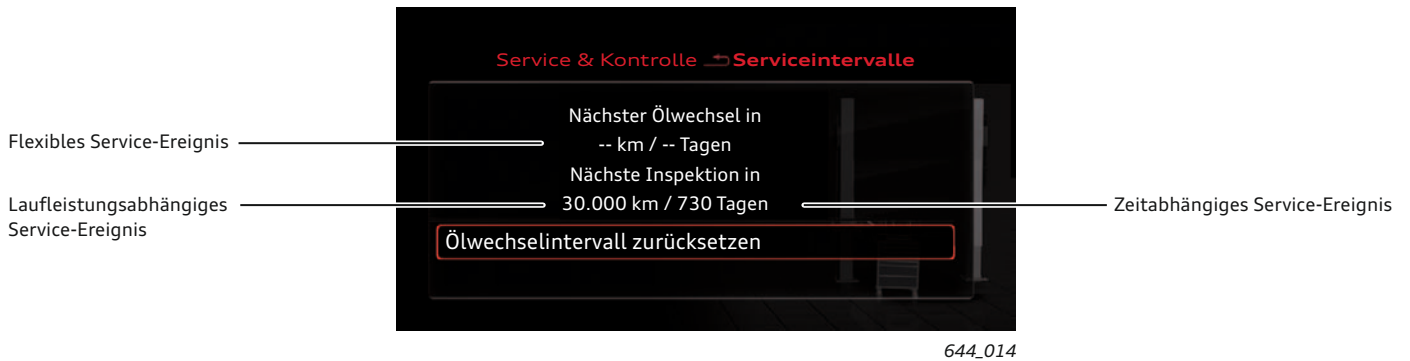 Service & Kontrolle Serviceintervalle
Nächster Ölwechsel in
Flexibles Service-Ereignis
-- km / -- Tagen
Nächste Inspektion in
Laufleistungsabhängiges
Service-Ereignis
30.000 km / 730 Tagen
Zeitabhängiges Service-Ereignis
Ölwechselintervall zurücksetzen
644_014